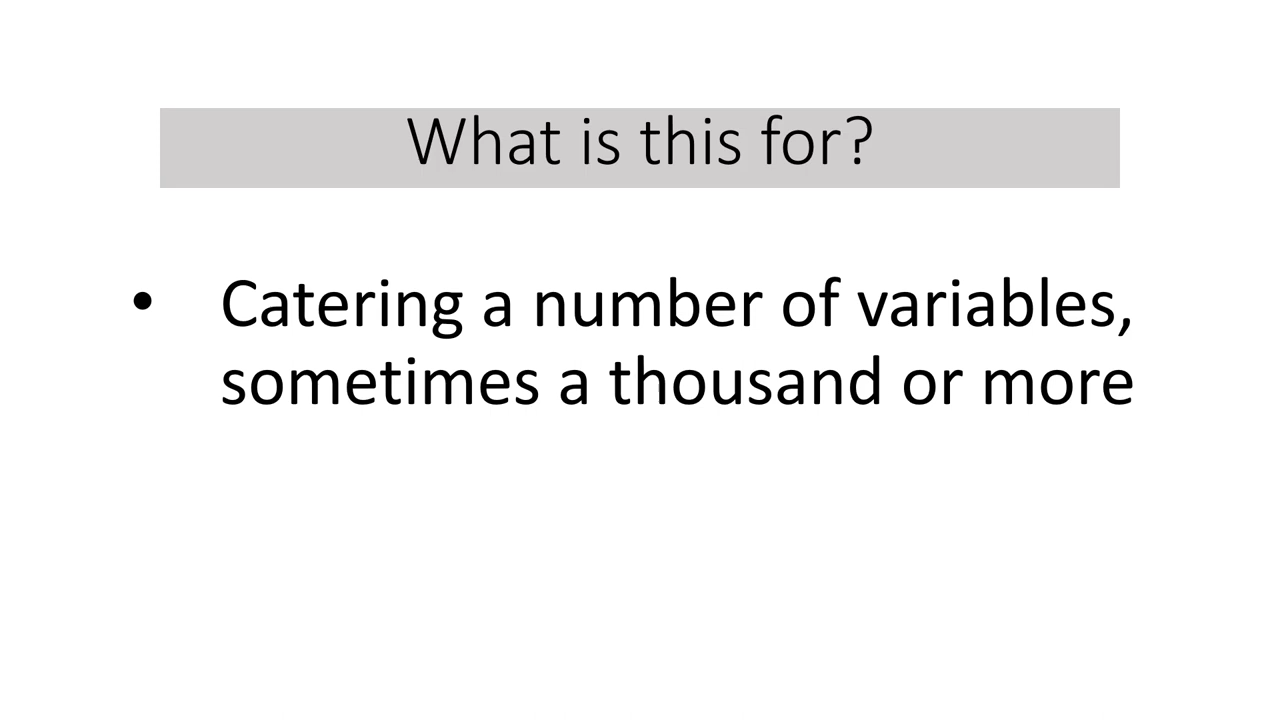 What is this for?
• Catering a number of variables,
sometimes a thousand or more